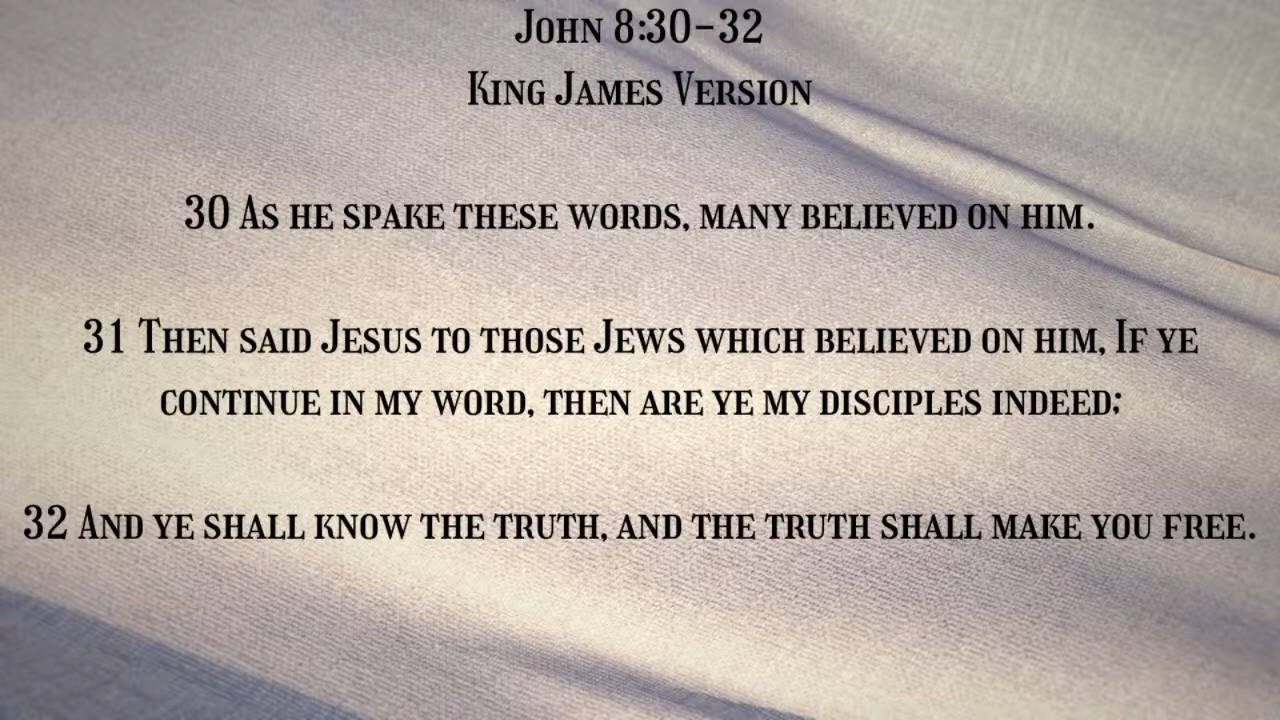 John 8:30-32
King James Version
30 As he spake these words, many believed on him.
31 Then said Jesus to those Jews which believed on him, If ye
continue in my word, then are ye my disciples indeed;
32 And ye shall know the truth, and the truth shall make you free.